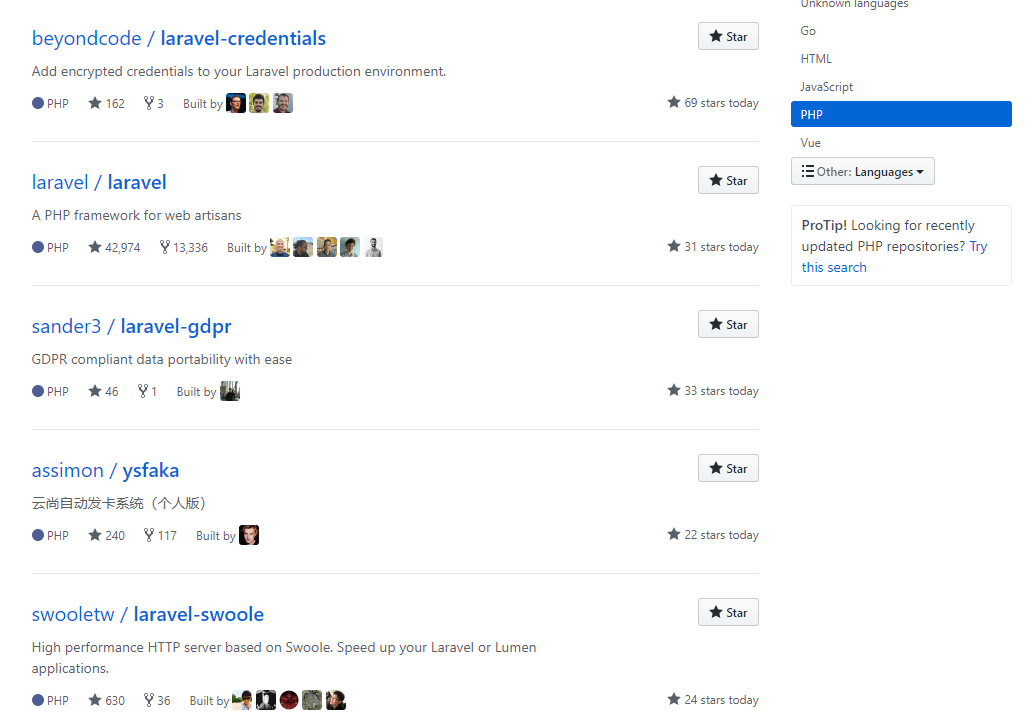 beyondcode / laravel-credentials
Star
Add encrypted credentials to your Laravel production environment.
PHP 162 3 Built by 69 stars today
laravel / laravel
Star
A PHP framework for web artisans
PHP 42,974 13,336 Built by 31 stars today
sander3 / laravel-gdpr
Star
GDPR compliant data portability with ease
PHP 46 1 Built by 33 stars today
assimon / ysfaka
Star
云尚自动发卡系统（个人版）
PHP 240 117 Built by 22 stars today
swooletw / laravel-swoole
Star
High performance HTTP server based on Swoole. Speed up your Laravel or Lumen
applications.
PHP 630 36 Built by 24 stars today
Unknown languages
Go
HTML
JavaScript
PHP
Vue
Other: Languages
ProTip! Looking for recently
updated PHP repositories? Try
this search